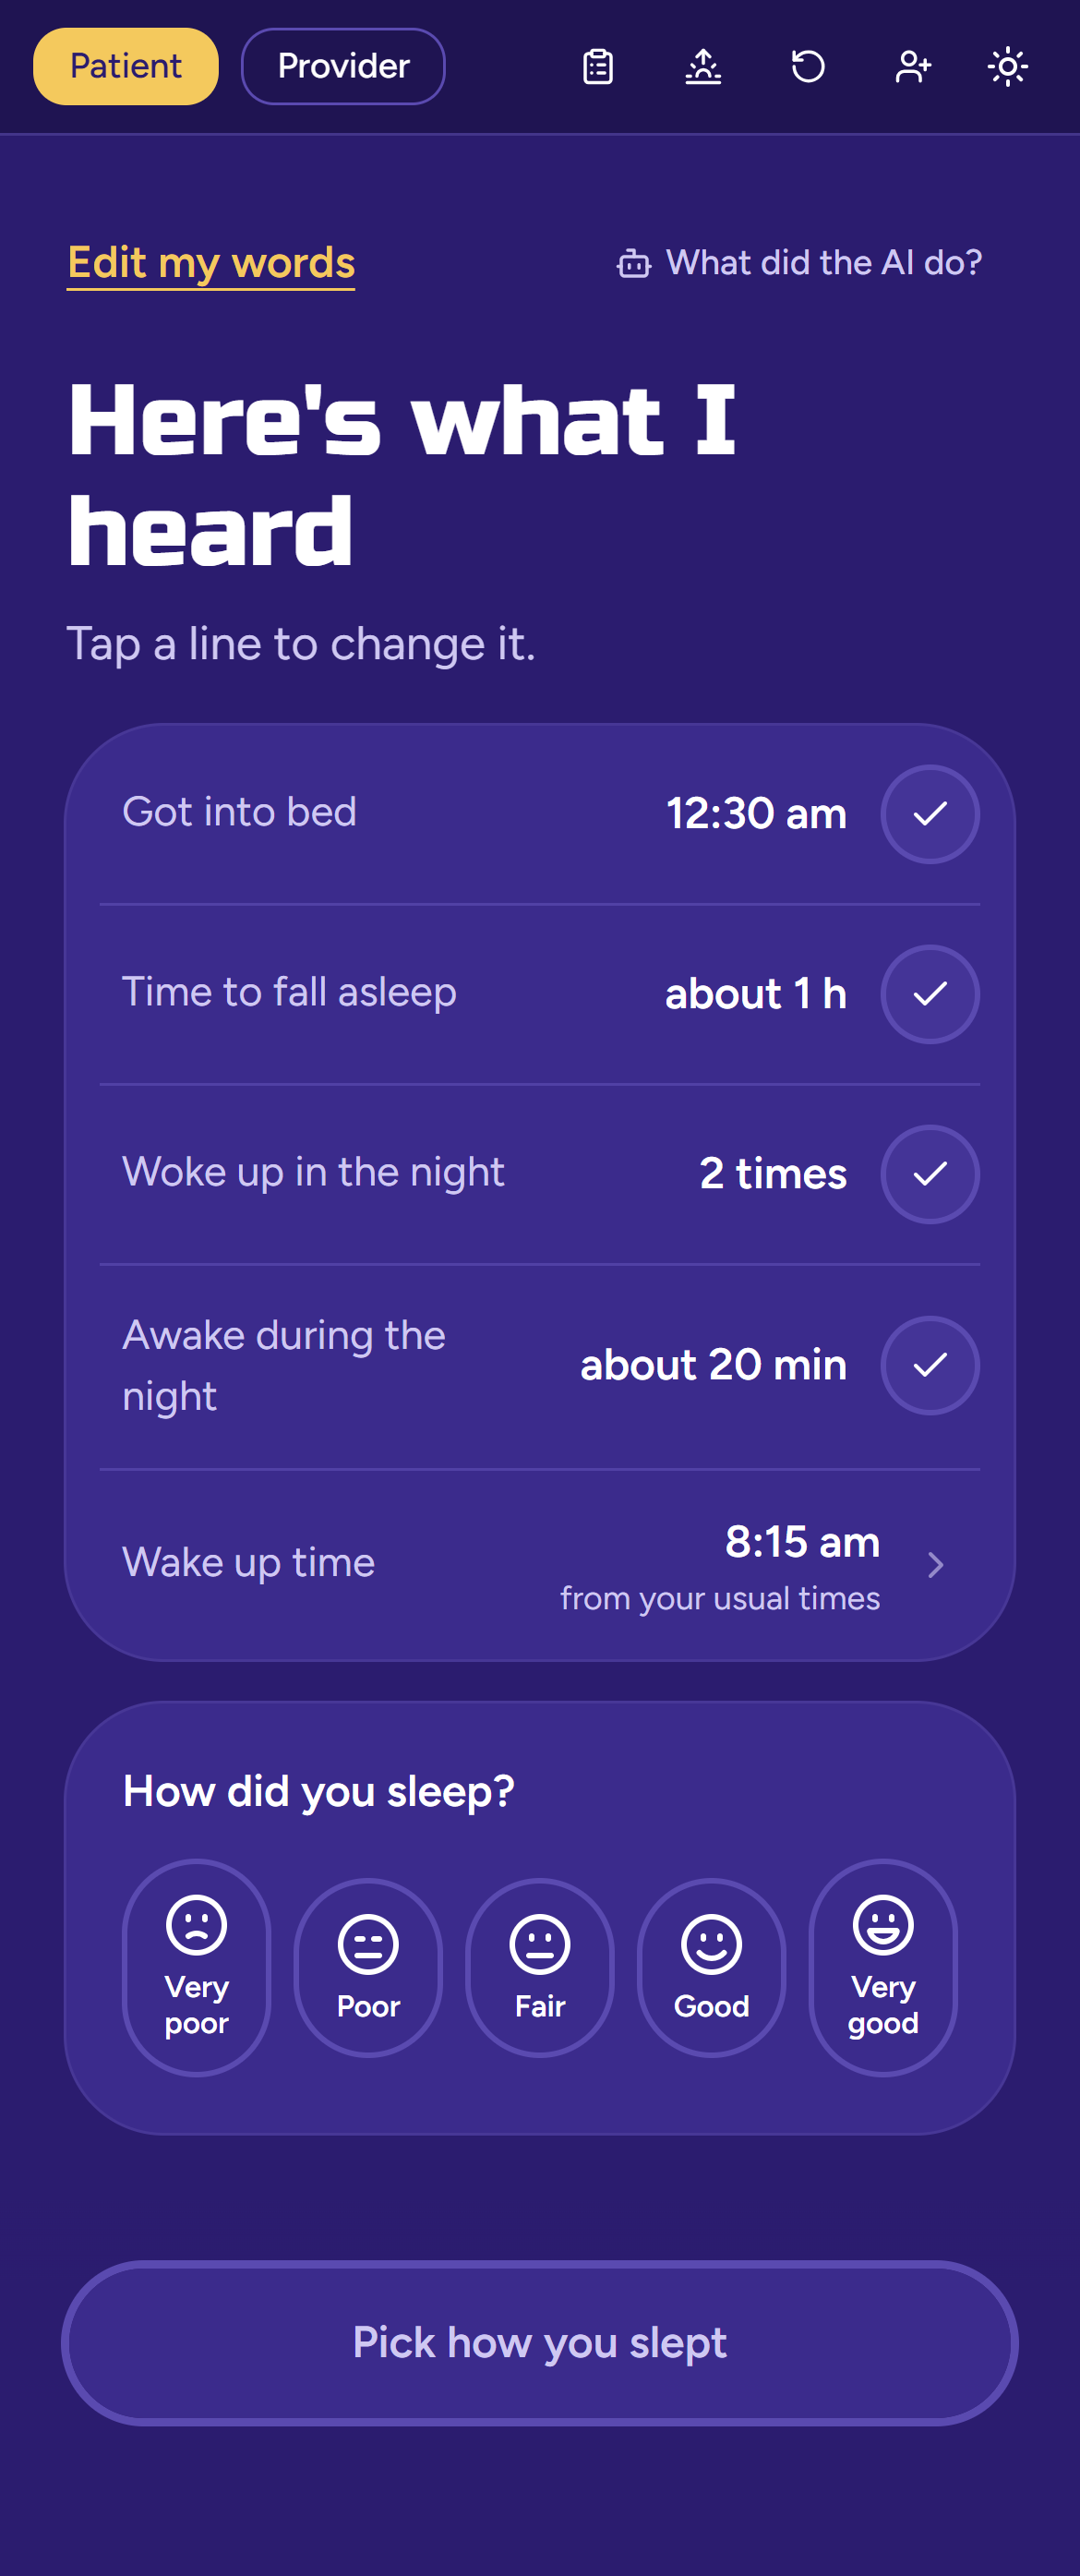 Patient Provider
Edit my words What did the AI do?
Here's what I
heard
Tap a line to change it.
Got into bed 12:30 am
Time to fall asleep about 1 h
Woke up in the night 2 times
Awake during the
night about 20 min
Wake up time 8:15 am
from your usual times
How did you sleep?
Very
poor
Poor
Fair
Good
Very
good
Pick how you slept